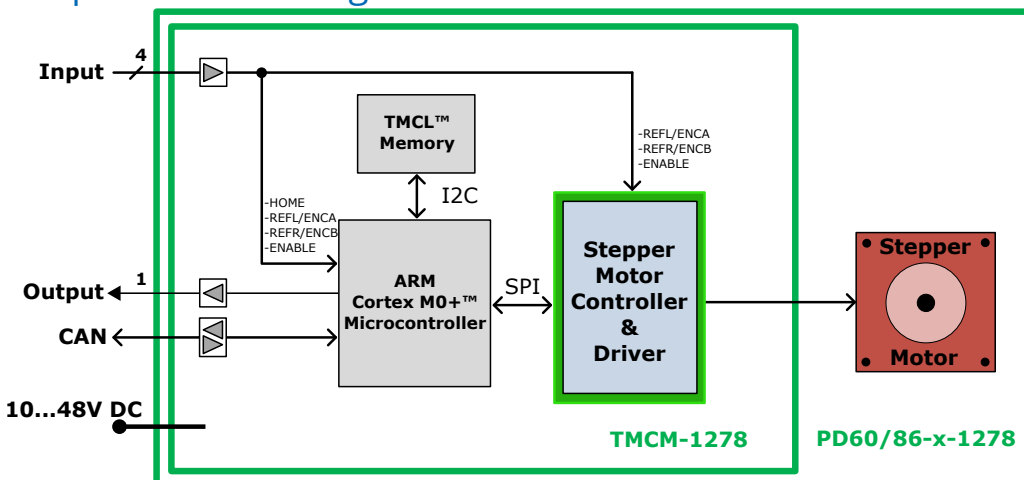 Input
4
TMCL™
Memory
-REFL/ENCA
-REFR/ENCB
-ENABLE
I2C
-HOME
-REFL/ENCA
-REFR/ENCB
-ENABLE
ARM
Cortex M0+™
Microcontroller
SPI
Stepper
Motor
Controller
&
Driver
Stepper
Motor
Output
1
CAN
10...48V DC
TMCM-1278
PD60/86-x-1278